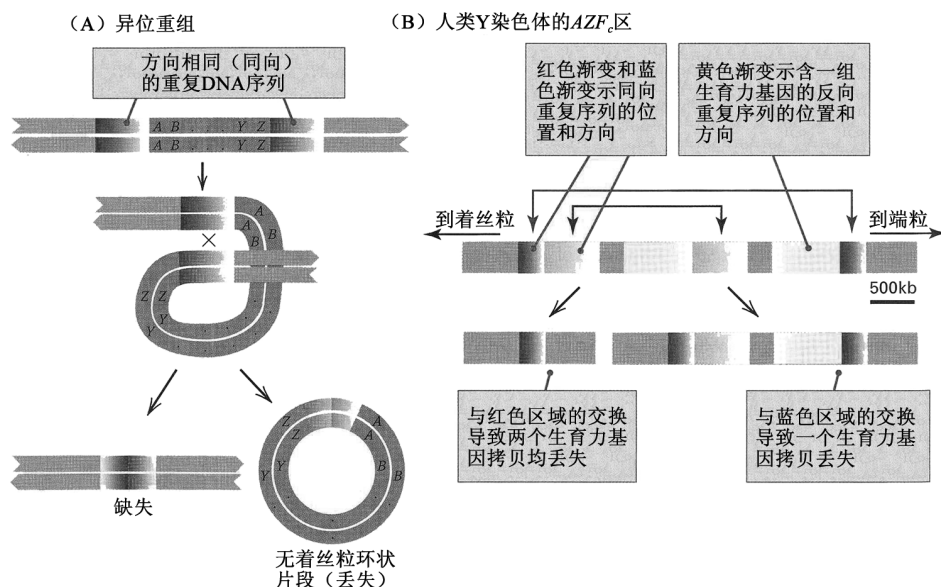 （A）异位重组
方向相同（同向）
的重复DNA序列
A B . . . Y Z
A B . . . Y Z
A
A
B
B
×
Z
Z
Y
Y
缺失
Z
Z
A
A
Y
Y
B
B
无着丝粒环状
片段（丢失）
（B）人类Y染色体的AZFc区
红色渐变和蓝
色渐变示同向
重复序列的位
置和方向
黄色渐变示含一组
生育力基因的反向
重复序列的位置和
方向
到着丝粒
到端粒
500kb
与红色区域的交换
导致两个生育力基
因拷贝均丢失
与蓝色区域的交换
导致一个生育力基
因拷贝丢失